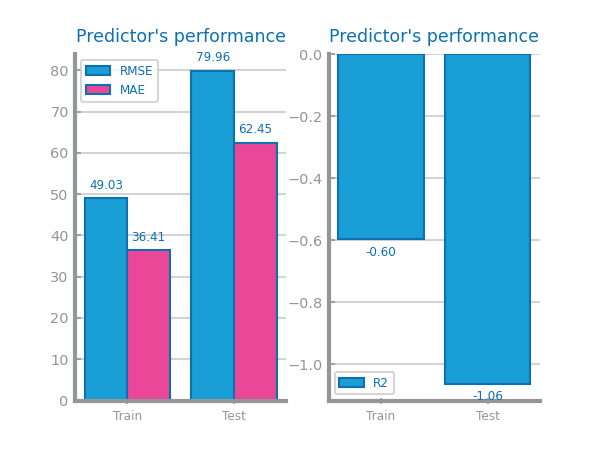 Predictor's performance
79.96
80
RMSE
MAE
70
62.45
60
49.03
50
36.41
40
30
20
10
0
Train
Test
Predictor's performance
0.0
−0.2
−0.4
−0.6
-0.60
−0.8
−1.0
R2
-1.06
Train
Test